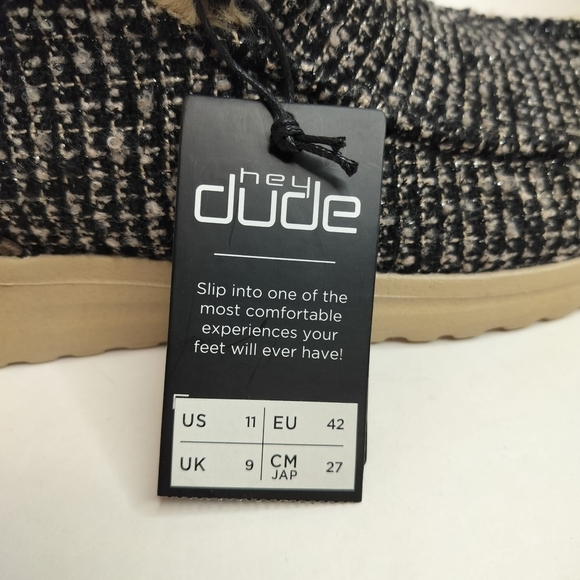 hey
dude
Slip into one of the
most comfortable
experiences your
feet will ever have!
US 11 EU 42
UK 9 CM JAP 27